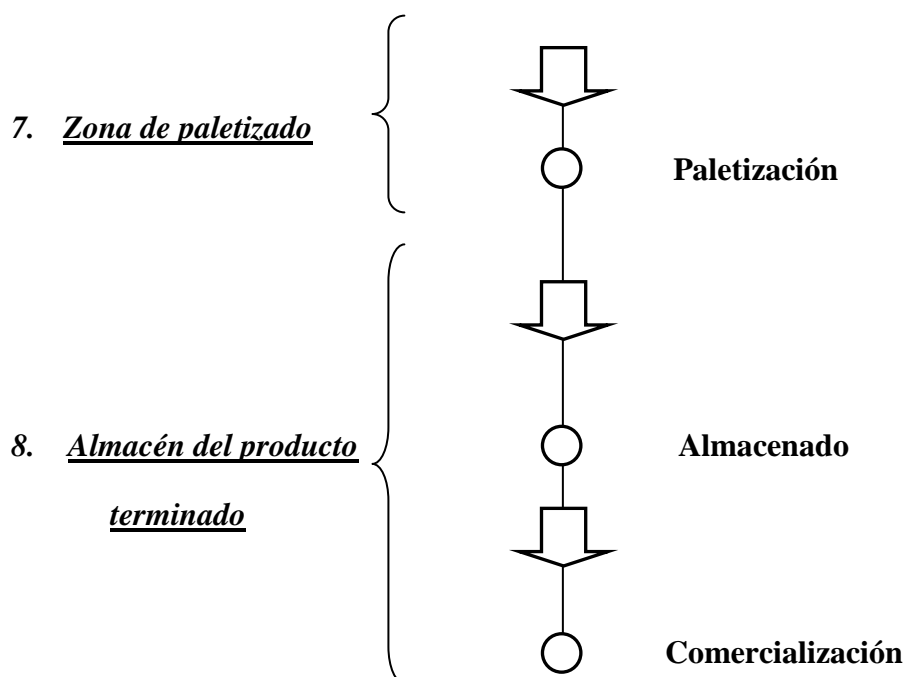 7. Zona de paletizado
Paletización
8. Almacén del producto
terminado
Almacenado
Comercialización